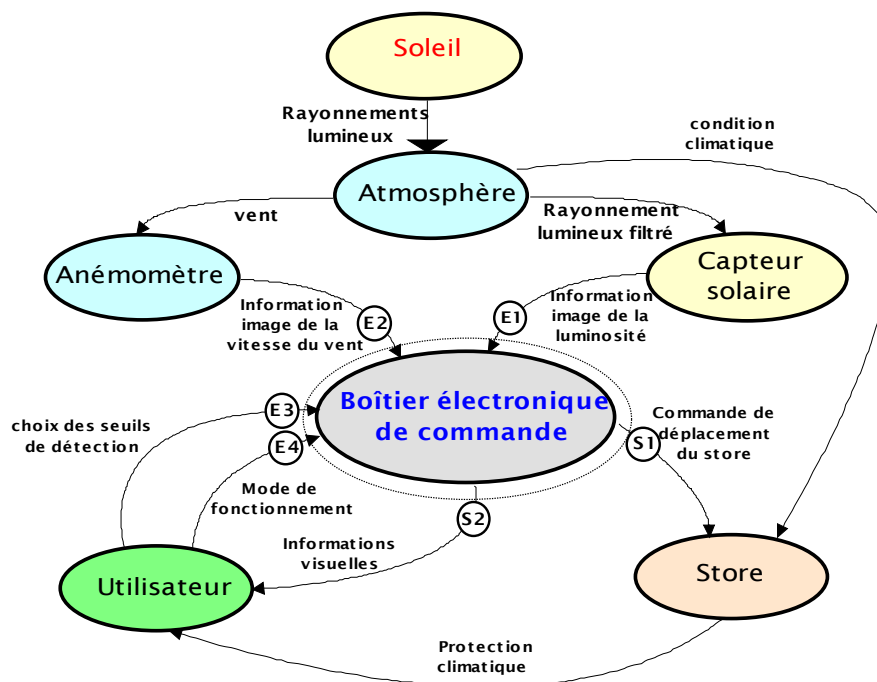 Soleil
Rayonnements
lumineux
condition
climatique
Atmosphère
vent
Rayonnement
lumineux filtré
Anémomètre
Capteur
solaire
Information
image de la
vitesse du vent
E2
E1
Information
image de la
luminosité
Boîtier électronique
de commande
E3
choix des seuils
de détection
E4
Commande de
déplacement
du store
S1
Mode de
fonctionnement
S2
Informations
visuelles
Utilisateur
Store
Protection
climatique